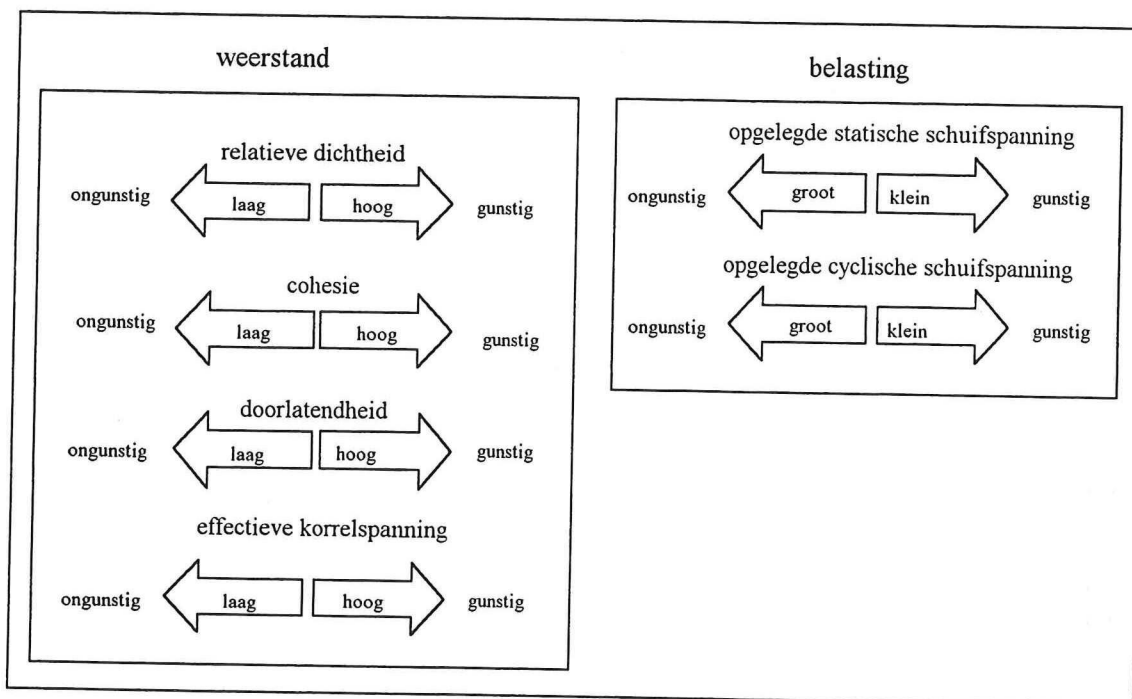 weerstand
relatieve dichtheid
ongunstig laag hoog gunstig
cohesie
ongunstig laag hoog gunstig
doorlatendheid
ongunstig laag hoog gunstig
effectieve korrelspanning
ongunstig laag hoog gunstig
belasting
opgelegde statische schuifspanning
ongunstig groot klein gunstig
opgelegde cyclische schuifspanning
ongunstig groot klein gunstig